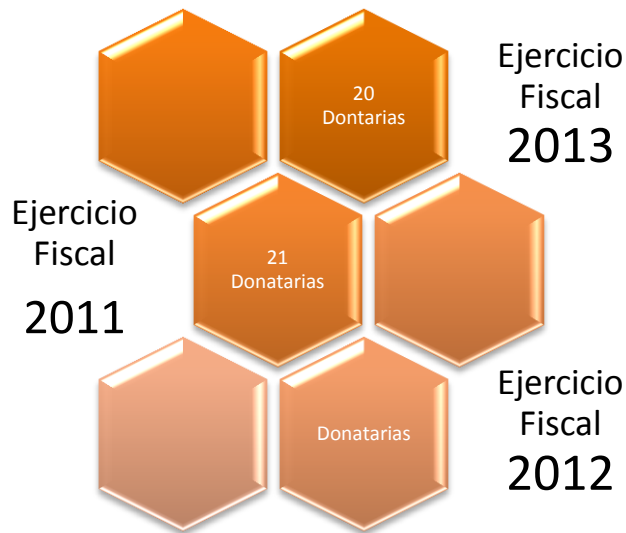 20
Dontarias
Ejercicio
Fiscal
2013
Ejercicio
Fiscal
2011
21
Donatarias
Donatarias
Ejercicio
Fiscal
2012